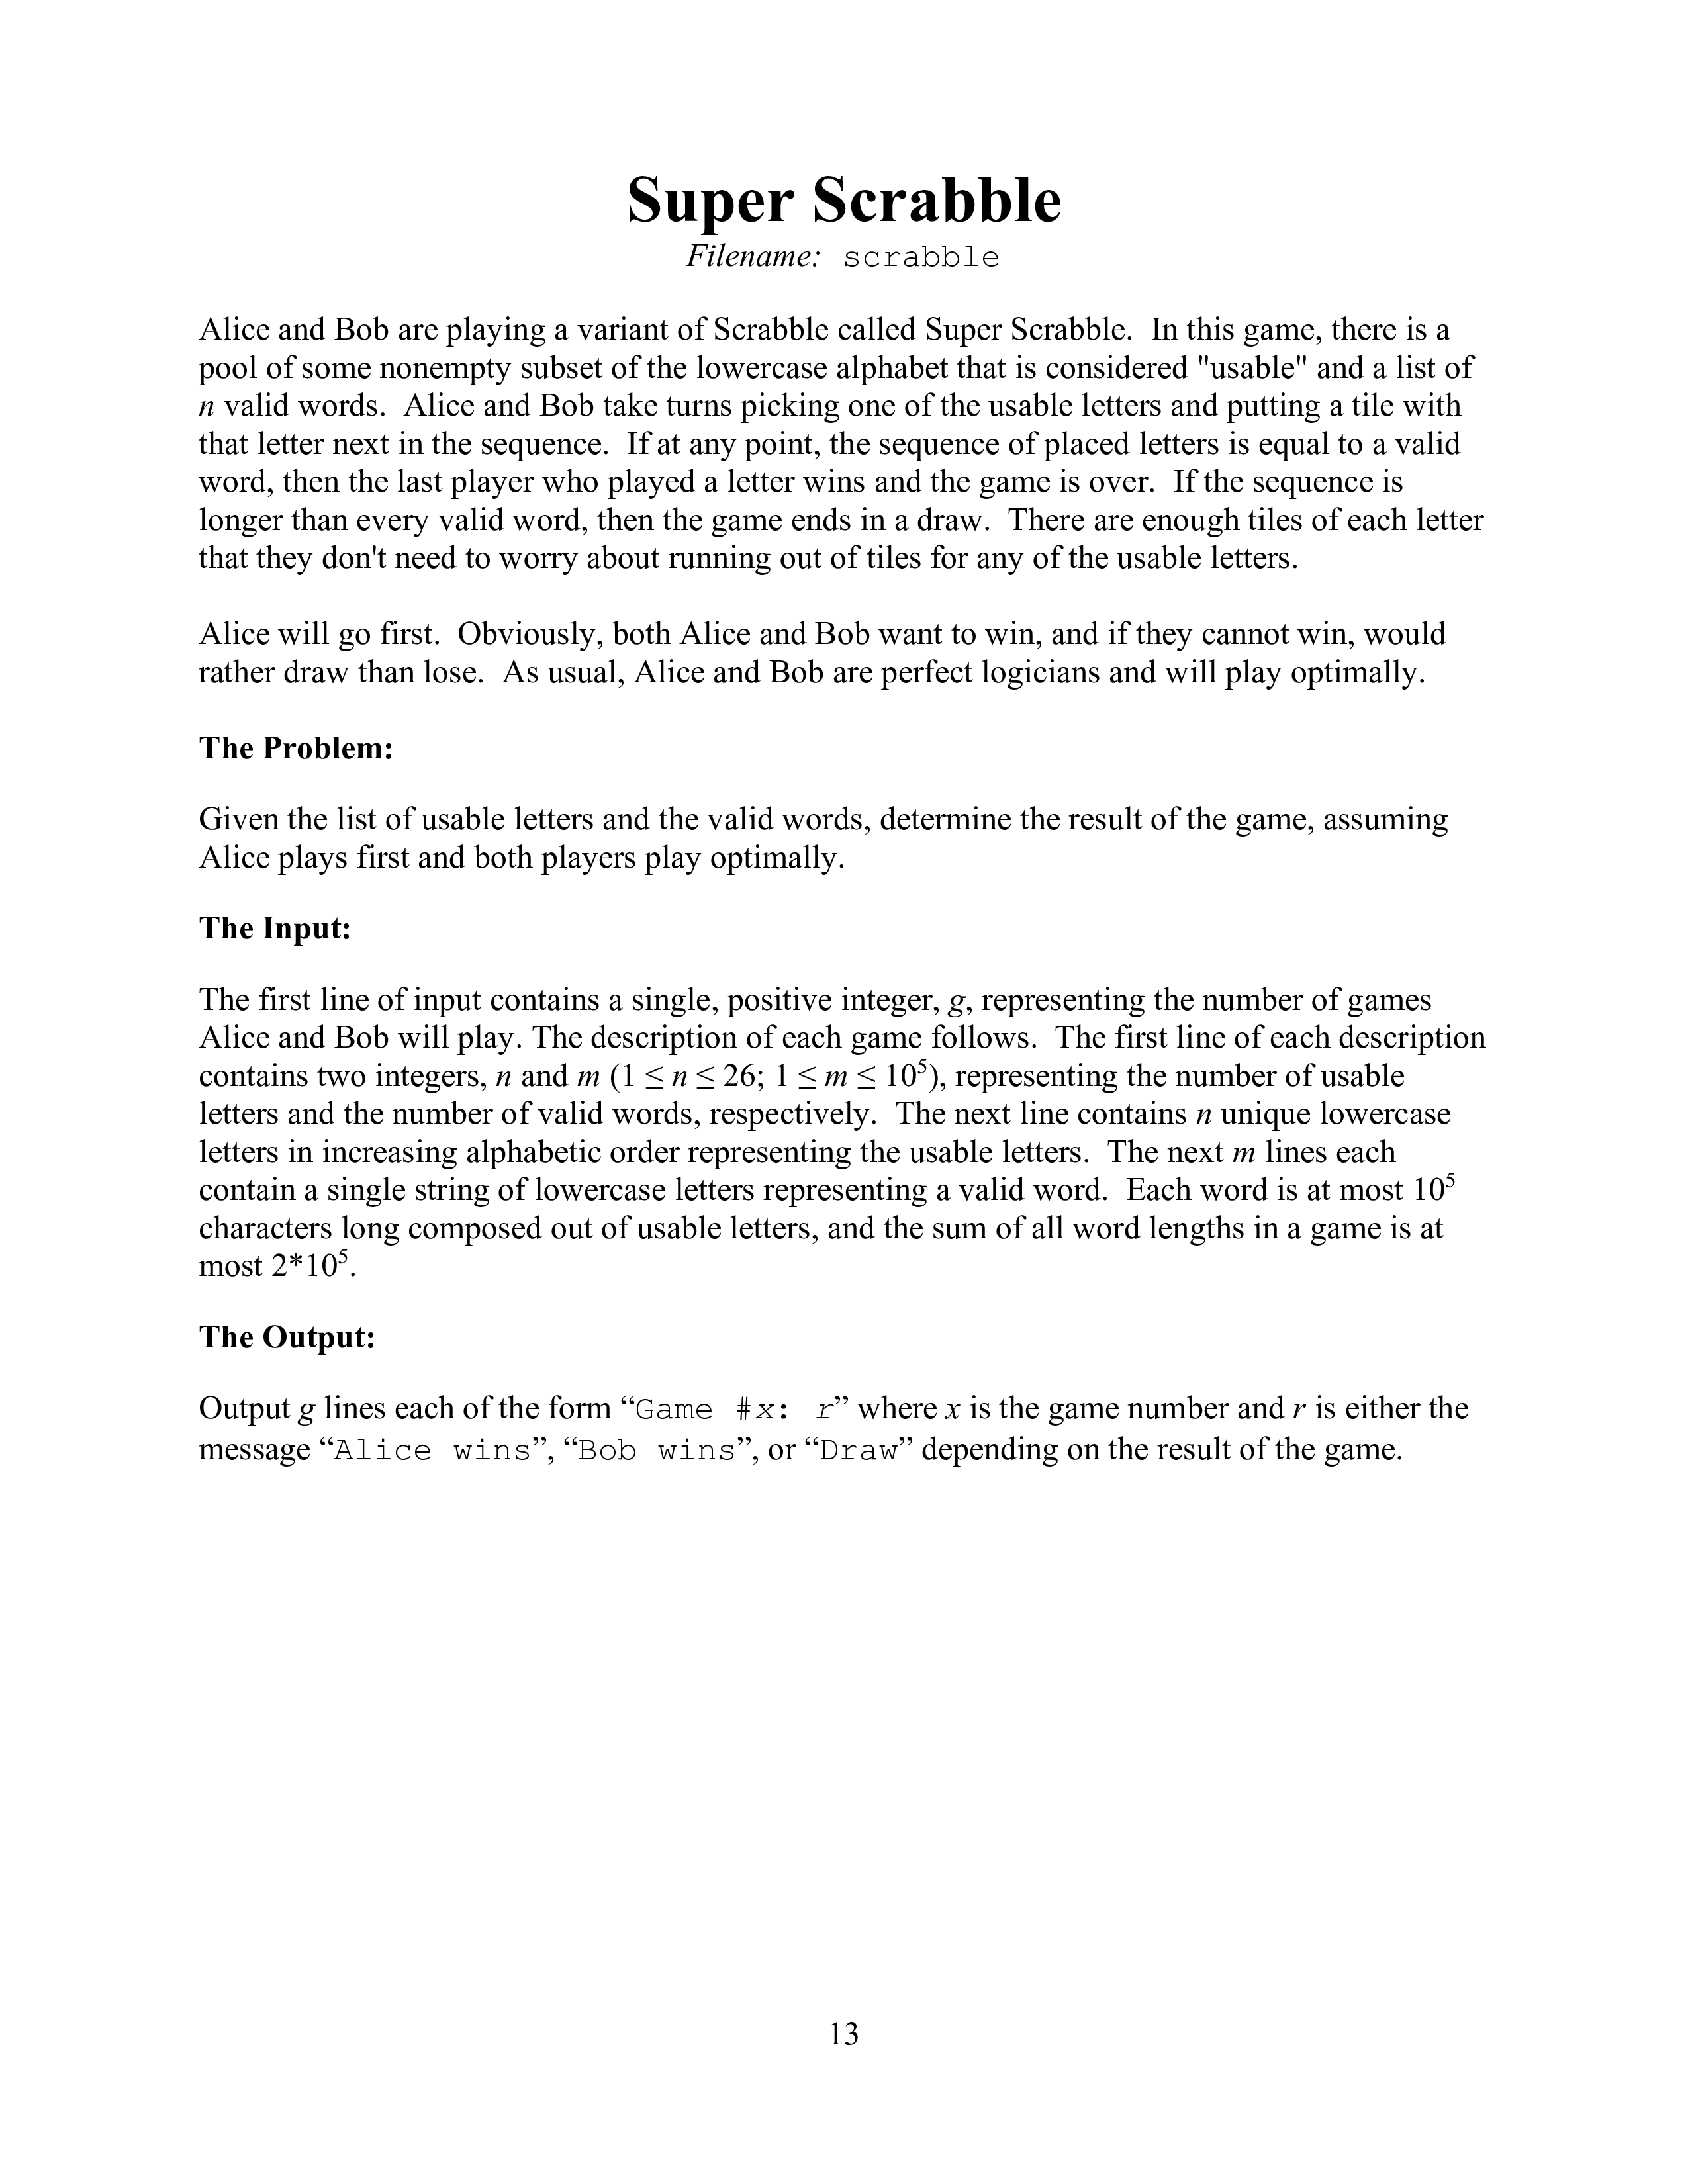 Super Scrabble
Filename: scrabble
Alice and Bob are playing a variant of Scrabble called Super Scrabble. In this game, there is a
pool of some nonempty subset of the lowercase alphabet that is considered "usable" and a list of
n valid words. Alice and Bob take turns picking one of the usable letters and putting a tile with
that letter next in the sequence. If at any point, the sequence of placed letters is equal to a valid
word, then the last player who played a letter wins and the game is over. If the sequence is
longer than every valid word, then the game ends in a draw. There are enough tiles of each letter
that they don't need to worry about running out of tiles for any of the usable letters.
Alice will go first. Obviously, both Alice and Bob want to win, and if they cannot win, would
rather draw than lose. As usual, Alice and Bob are perfect logicians and will play optimally.
The Problem:
Given the list of usable letters and the valid words, determine the result of the game, assuming
Alice plays first and both players play optimally.
The Input:
The first line of input contains a single, positive integer, g, representing the number of games
Alice and Bob will play. The description of each game follows. The first line of each description
contains two integers, n and m (1 ≤ n ≤ 26; 1 ≤ m ≤ 10⁵), representing the number of usable
letters and the number of valid words, respectively. The next line contains n unique lowercase
letters in increasing alphabetic order representing the usable letters. The next m lines each
contain a single string of lowercase letters representing a valid word. Each word is at most 10⁵
characters long composed out of usable letters, and the sum of all word lengths in a game is at
most 2*10⁵.
The Output:
Output g lines each of the form “Game #x: r” where x is the game number and r is either the
message “Alice wins”, “Bob wins”, or “Draw” depending on the result of the game.
13